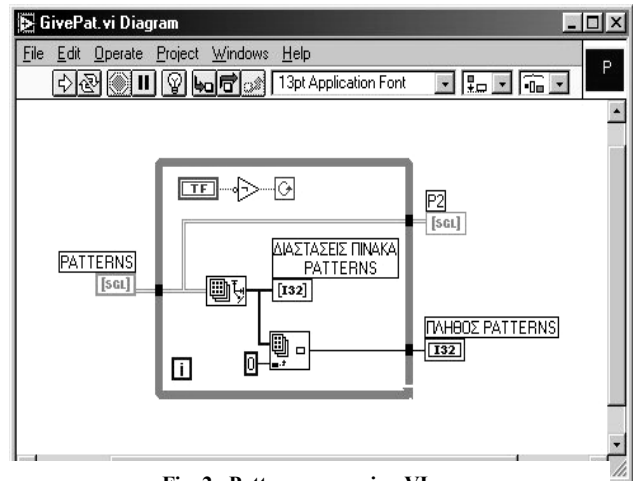 GivePat.vi Diagram
File Edit Operate Project Windows Help
13pt Application Font
P
TF
P2
[SGL]
PATTERNS
[SGL]
ΔΙΑΣΤΑΣΕΙΣ ΠΙΝΑΚΑ
PATTERNS
[I32]
ΠΛΗΘΟΣ PATTERNS
I32
0
i